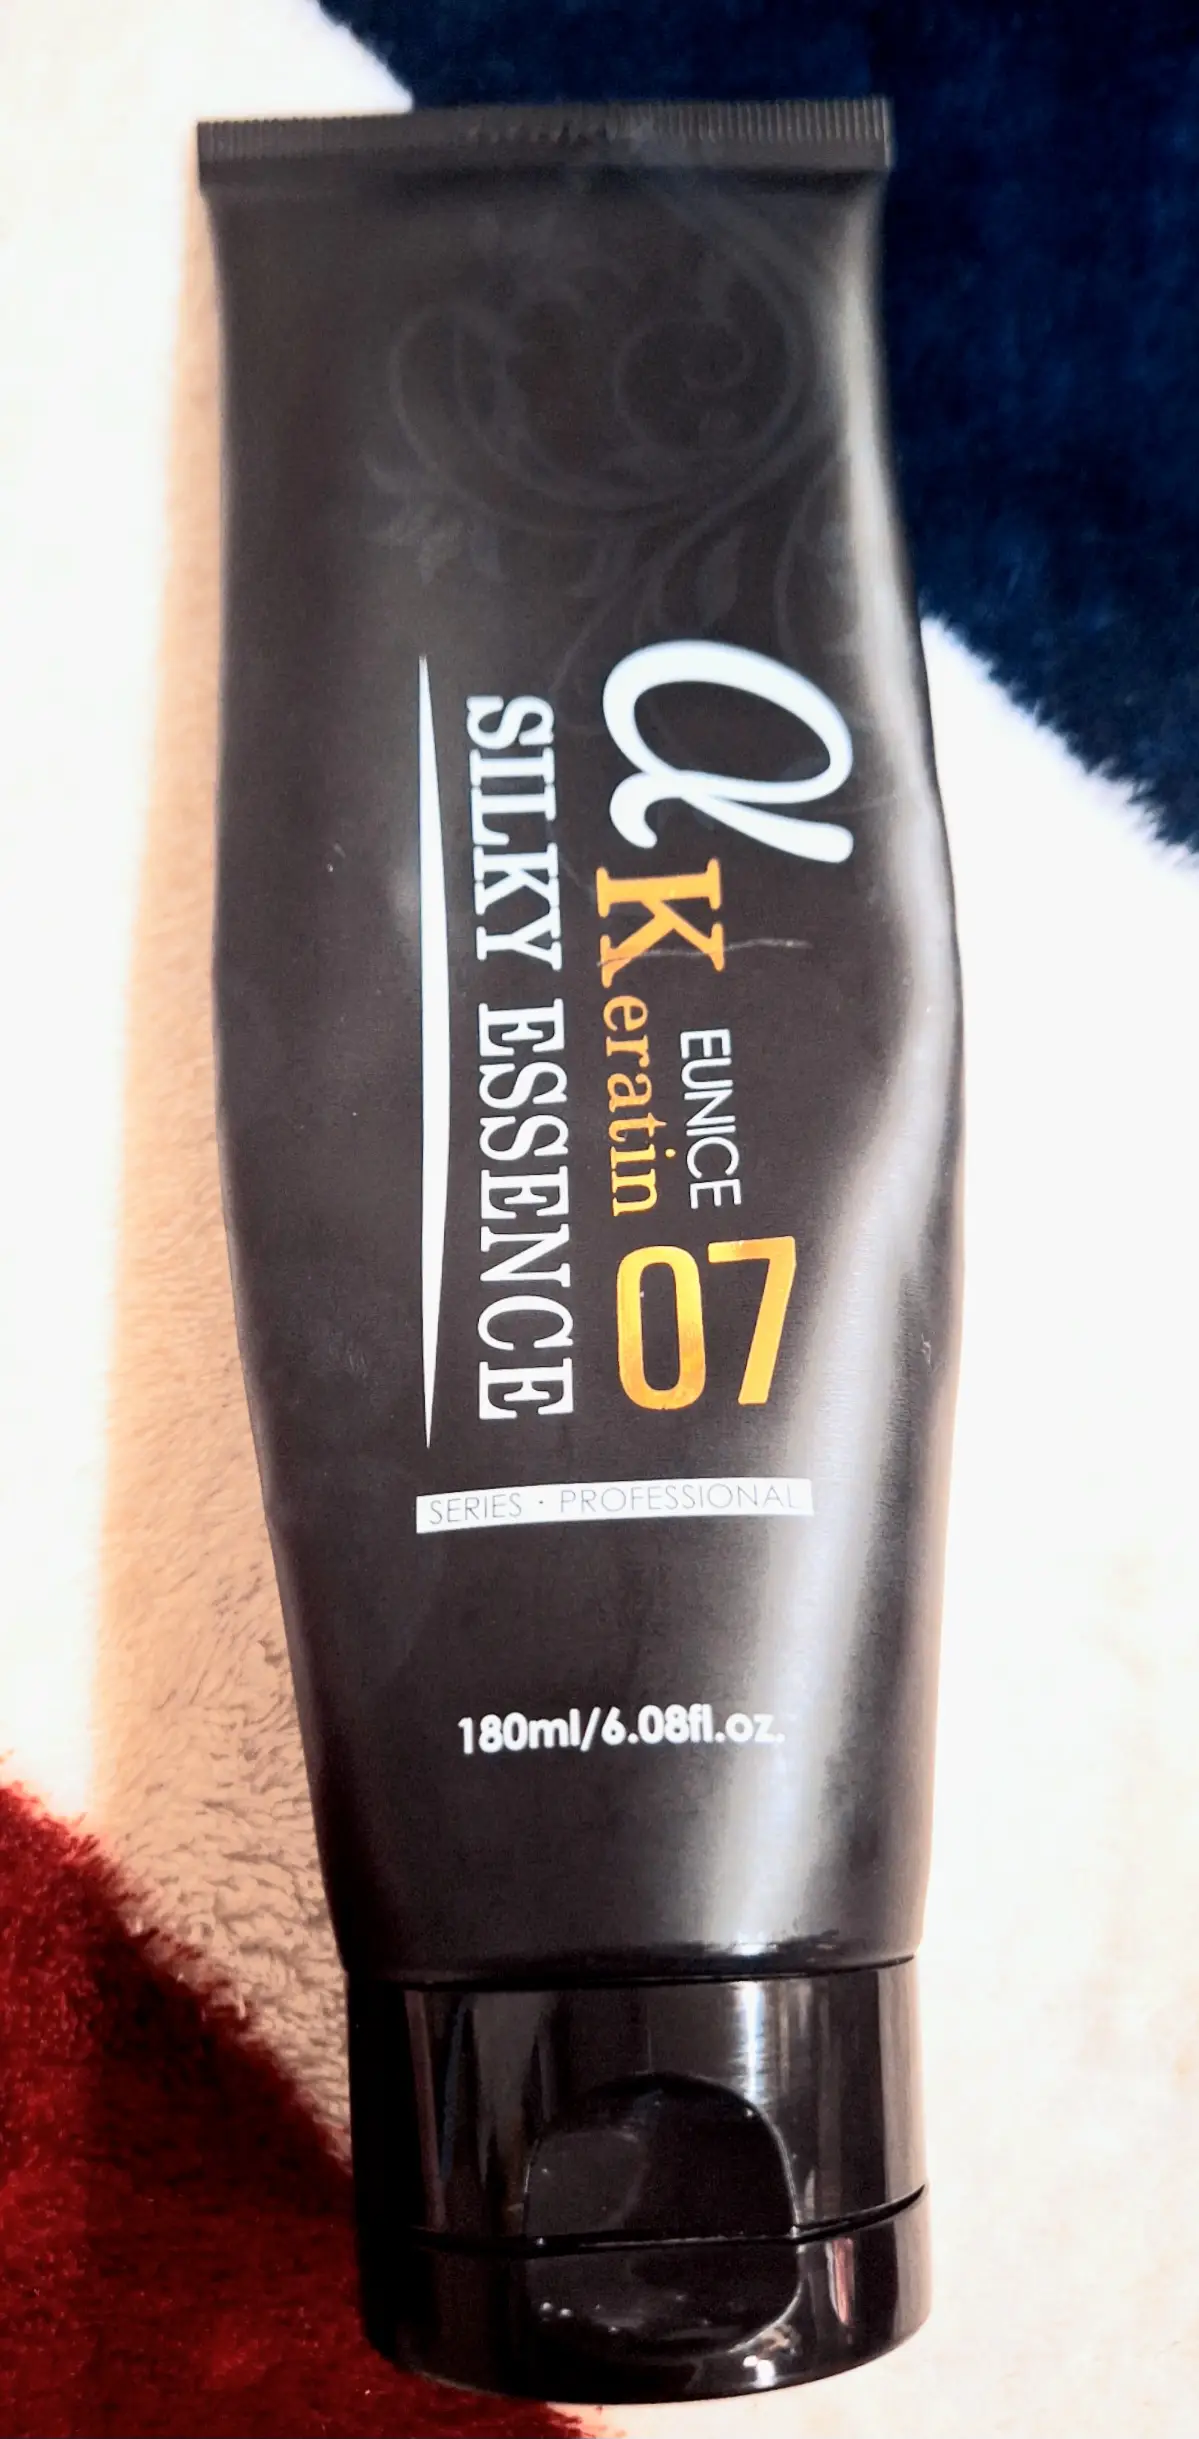 α Keratin 07
EUNICE
SILKY ESSENCE
SERIES · PROFESSIONAL
180ml/6.08fl.oz.